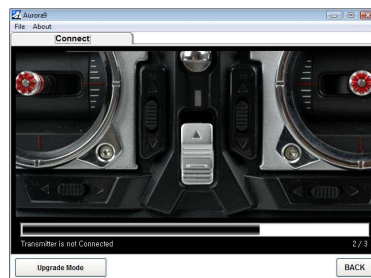 Aurora9
File About
Connect
Transmitter is not Connected 2 / 3
Upgrade Mode BACK